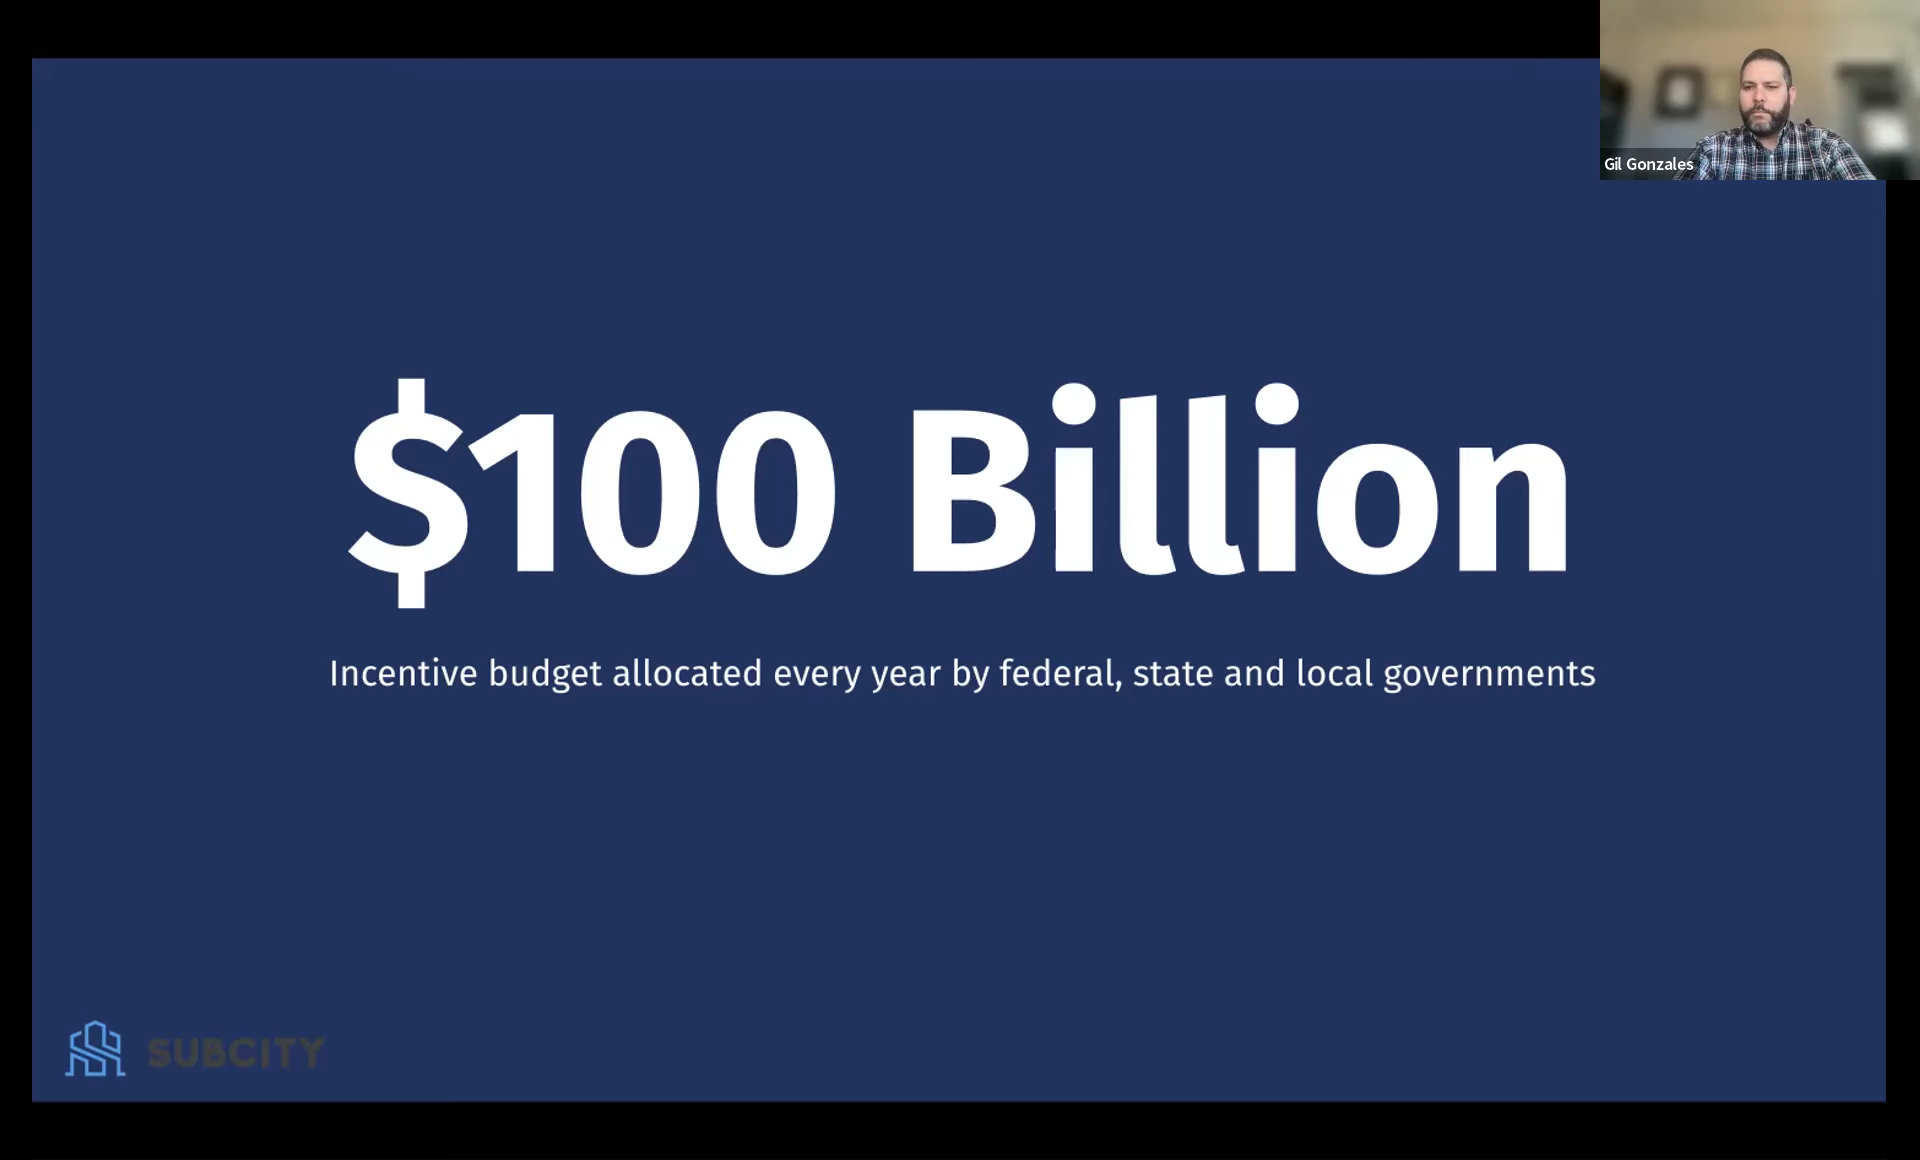 Gil Gonzales
$100 Billion
Incentive budget allocated every year by federal, state and local governments
SUBCITY